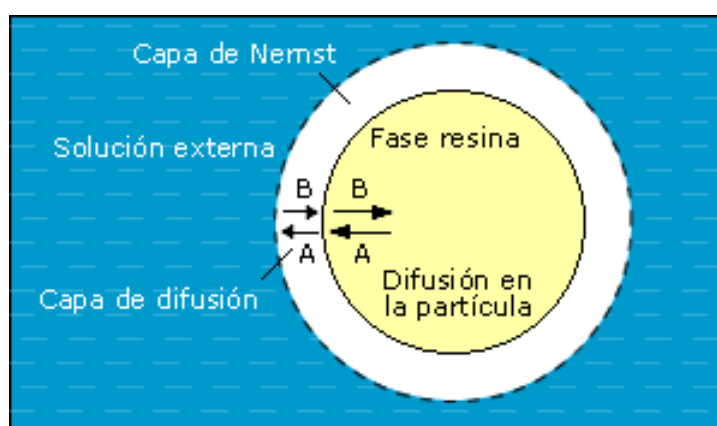 Capa de Nernst
Fase resina
Solución externa
B B
A A
Difusión en
la partícula
Capa de difusión